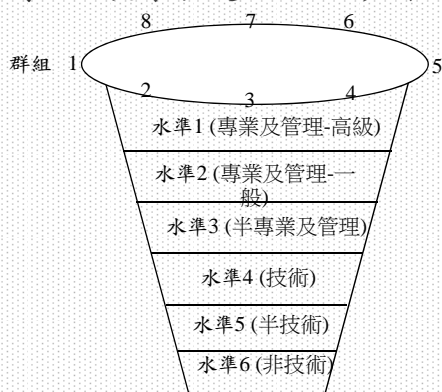 8 7 6
群組 1 5
2 3 4
水準1 (專業及管理-高級)
水準2 (專業及管理-一
般)
水準3 (半專業及管理)
水準4 (技術)
水準5 (半技術)
水準6 (非技術)